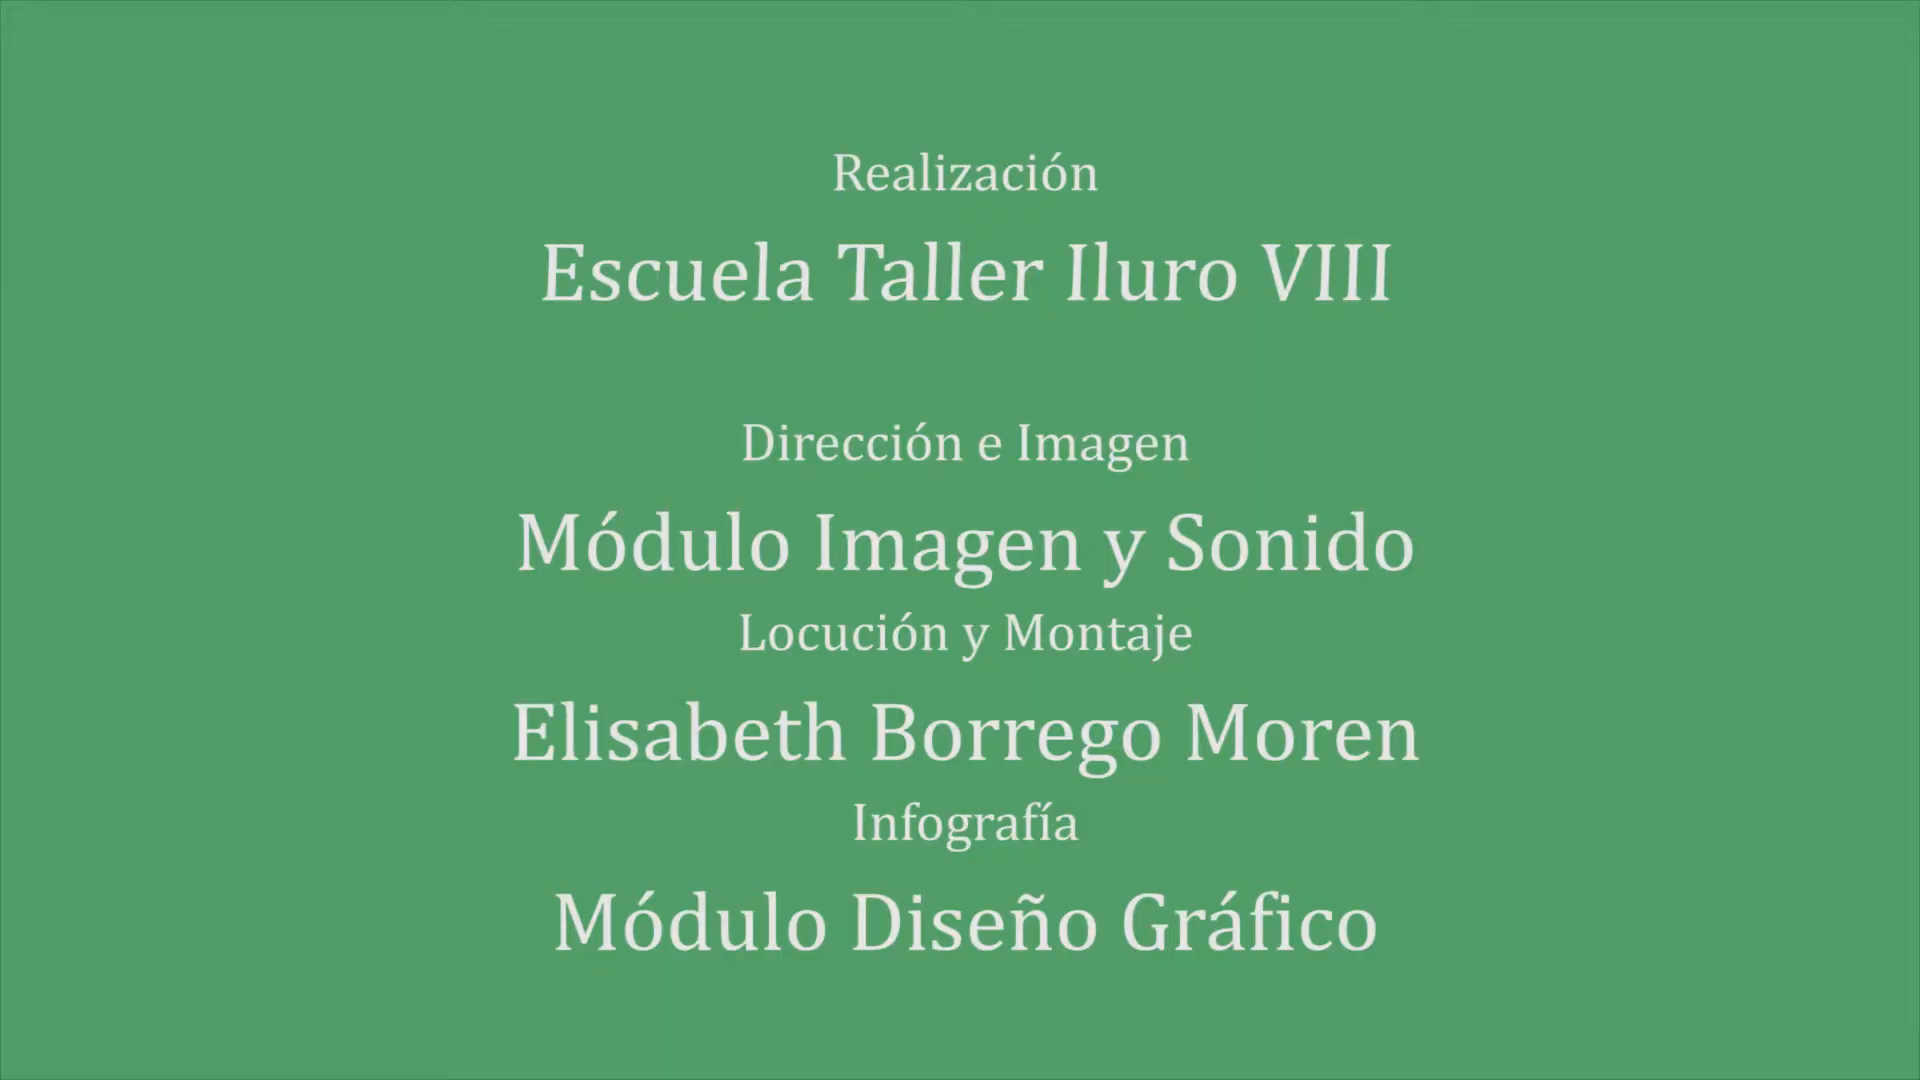 Realización
Escuela Taller Iluro VIII
Dirección e Imagen
Módulo Imagen y Sonido
Locución y Montaje
Elisabeth Borrego Moren
Infografía
Módulo Diseño Gráfico